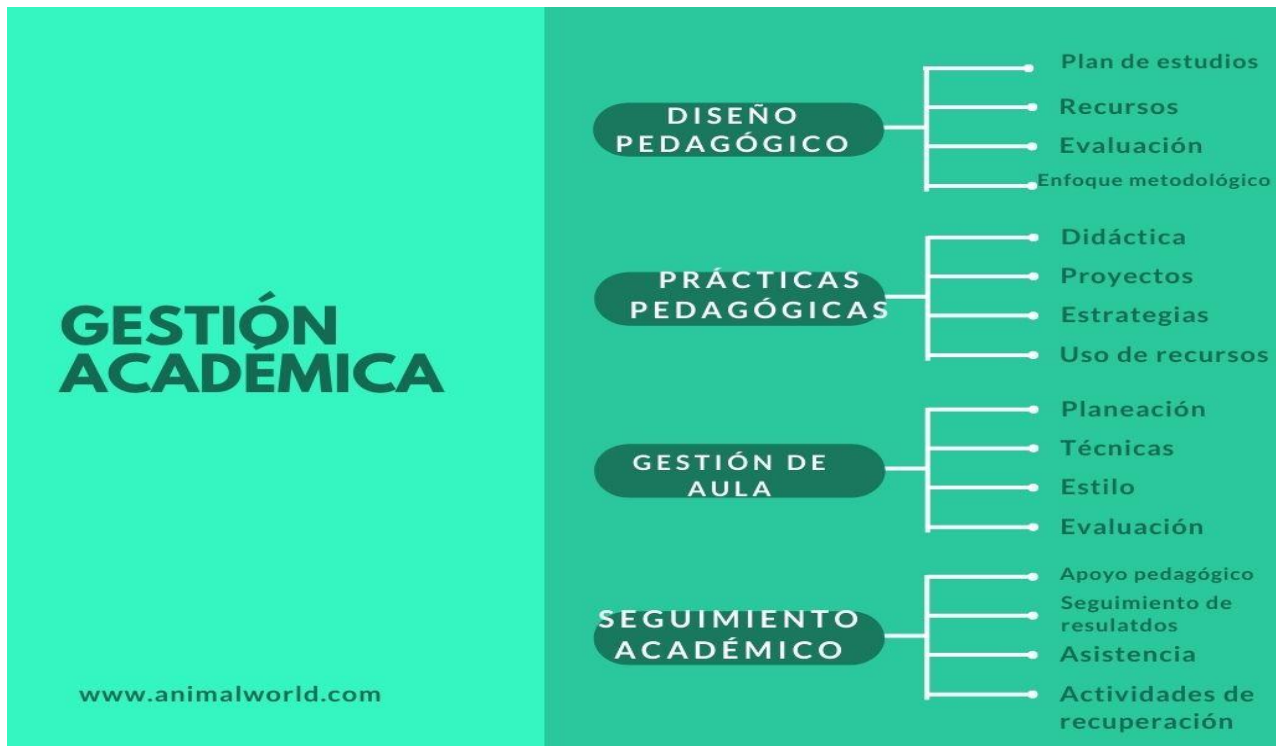 GESTIÓN
ACADÉMICA
www.animalworld.com
DISEÑO
PEDAGÓGICO
Plan de estudios
Recursos
Evaluación
Enfoque metodológico
PRÁCTICAS
PEDAGÓGICAS
Didáctica
Proyectos
Estrategias
Uso de recursos
GESTIÓN DE
AULA
Planeación
Técnicas
Estilo
Evaluación
SEGUIMIENTO
ACADÉMICO
Apoyo pedagógico
Seguimiento de
resulatdos
Asistencia
Actividades de
recuperación